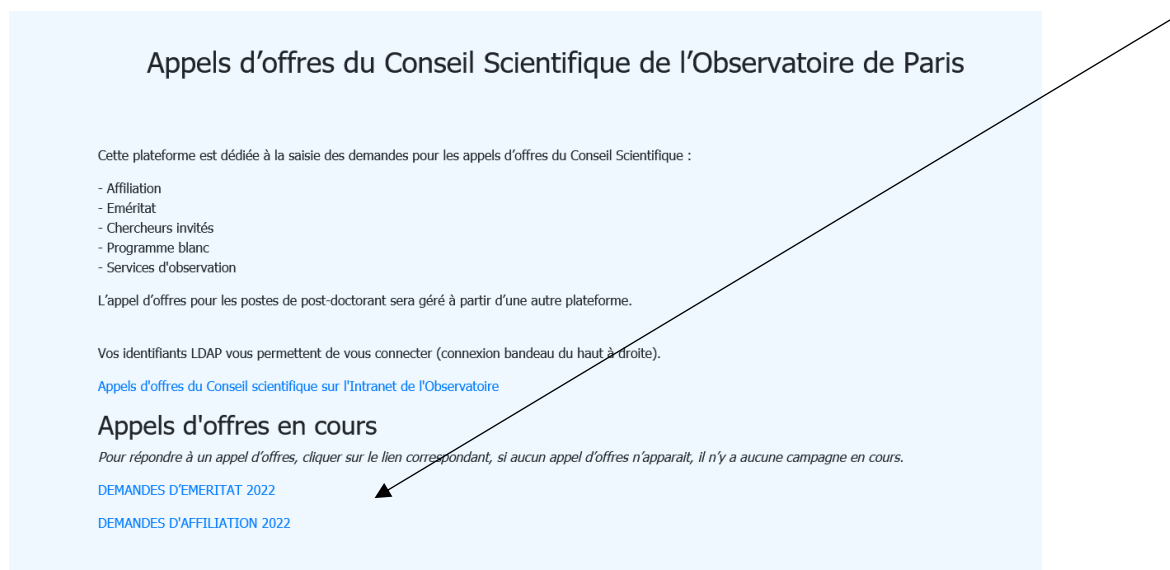 Appels d’offres du Conseil Scientifique de l’Observatoire de Paris
Cette plateforme est dédiée à la saisie des demandes pour les appels d’offres du Conseil Scientifique :
- Affiliation
- Eméritat
- Chercheurs invités
- Programme blanc
- Services d'observation
L’appel d’offres pour les postes de post-doctorant sera géré à partir d’une autre plateforme.
Vos identifiants LDAP vous permettent de vous connecter (connexion bandeau du haut à droite).
Appels d'offres du Conseil scientifique sur l'Intranet de l'Observatoire
Appels d'offres en cours
Pour répondre à un appel d’offres, cliquer sur le lien correspondant, si aucun appel d’offres n’apparait, il n’y a aucune campagne en cours.
DEMANDES D’EMERITAT 2022
DEMANDES D'AFFILIATION 2022